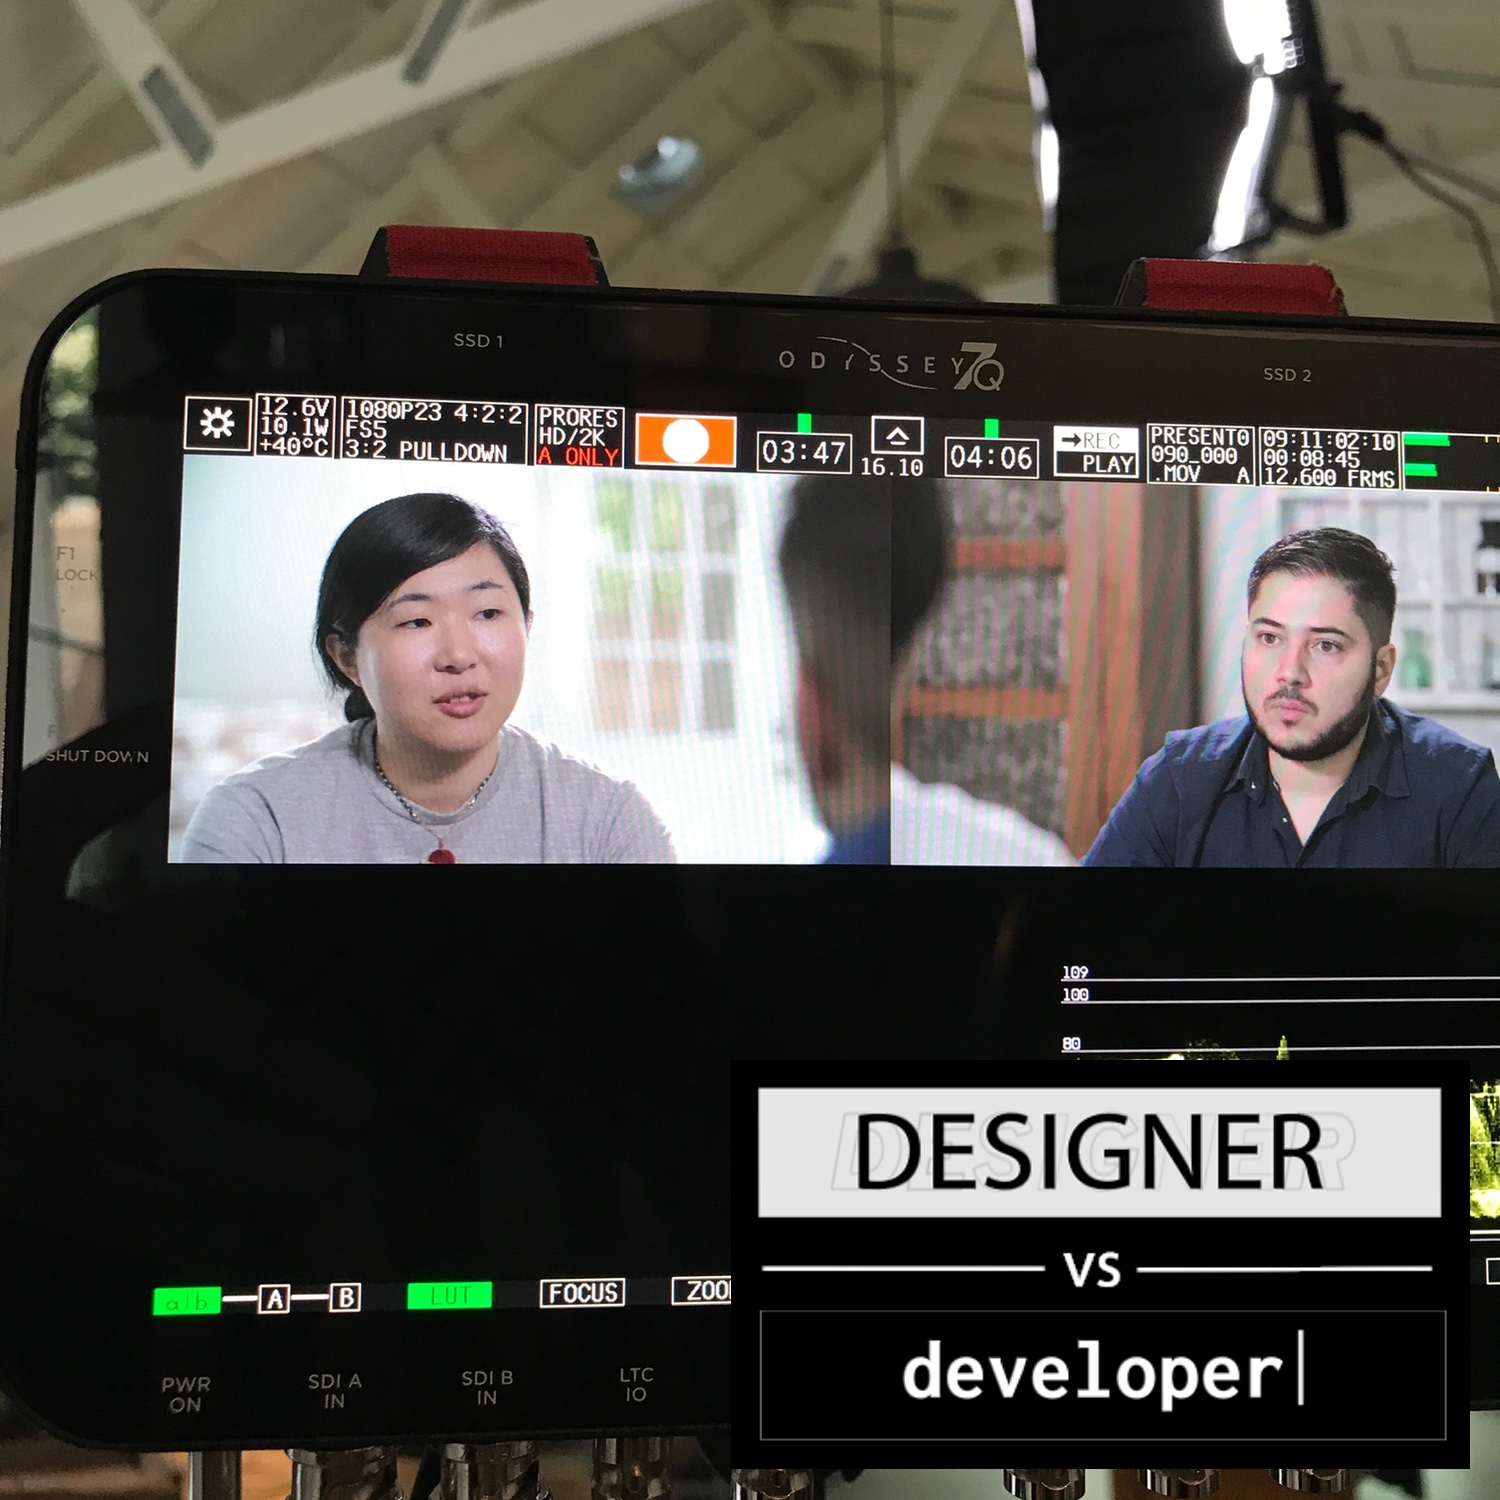 SSD 1
ODYSSEY7Q
SSD 2
12.6V
10.1W
+40°C
1080P23 4:2:2
FS5
3:2 PULLDOWN
PRORES
HD/2K
A ONLY
03:47
16.10
04:06
→REC
PLAY
PRESENT0
090_000
.MOV A
09:11:02:10
00:08:45
12,600 FRMS
F1
LOCK
SHUT DOWN
109
100
80
DESIGNER
VS
developer
a|b
A
B
LUT
FOCUS
PWR
ON
SDI A
IN
SDI B
IN
LTC
IO